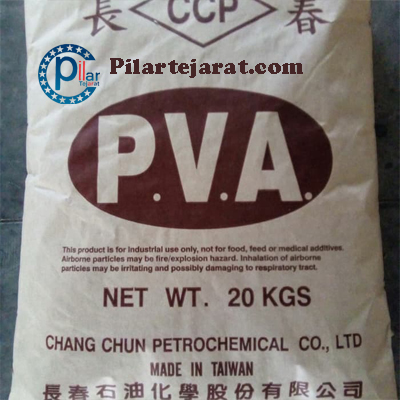 長 CCP 春
Pilar
Tejarat
Pilartejarat.com
P.V.A.
This product is for industrial use only, not for food, feed or medical additives.
Airborne particles may be fire/explosion hazard. Inhalation of airborne
particles may be irritating and possibly damaging to respiratory tract.
NET WT. 20 KGS
CHANG CHUN PETROCHEMICAL CO., LTD
MADE IN TAIWAN
長春石油化學股份有限公司